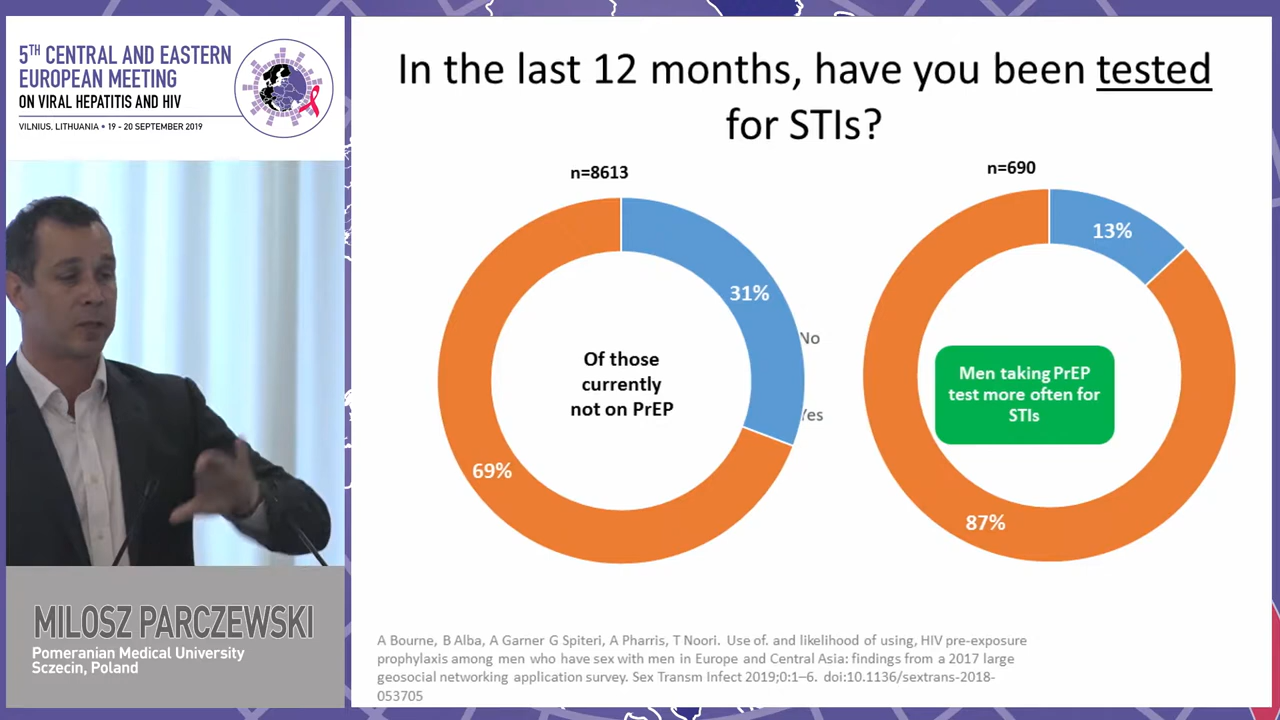 5TH CENTRAL AND EASTERN
EUROPEAN MEETING
ON VIRAL HEPATITIS AND HIV
VILNIUS, LITHUANIA • 19 - 20 SEPTEMBER 2019
In the last 12 months, have you been tested
for STIs?
n=8613
31%
69%
Of those
currently
not on PrEP
No
Yes
n=690
13%
87%
Men taking PrEP
test more often for
STIs
MILOSZ PARCZEWSKI
Pomeranian Medical University
Sczecin, Poland
A Bourne, B Alba, A Garner G Spiteri, A Pharris, T Noori. Use of. and likelihood of using, HIV pre-exposure
prophylaxis among men who have sex with men in Europe and Central Asia: findings from a 2017 large
geosocial networking application survey. Sex Transm Infect 2019;0:1–6. doi:10.1136/sextrans-2018-
053705